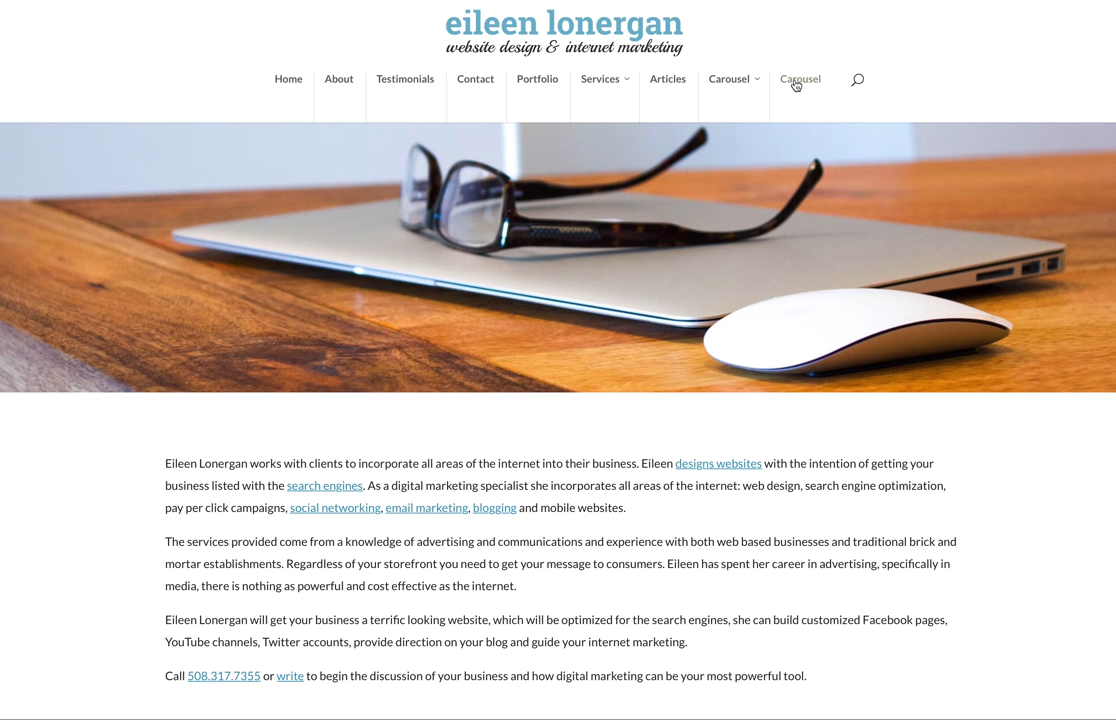 eileen lonergan
website design & internet marketing
Home About Testimonials Contact Portfolio Services Articles Carousel Carousel
Eileen Lonergan works with clients to incorporate all areas of the internet into their business. Eileen designs websites with the intention of getting your
business listed with the search engines. As a digital marketing specialist she incorporates all areas of the internet: web design, search engine optimization,
pay per click campaigns, social networking, email marketing, blogging and mobile websites.
The services provided come from a knowledge of advertising and communications and experience with both web based businesses and traditional brick and
mortar establishments. Regardless of your storefront you need to get your message to consumers. Eileen has spent her career in advertising, specifically in
media, there is nothing as powerful and cost effective as the internet.
Eileen Lonergan will get your business a terrific looking website, which will be optimized for the search engines, she can build customized Facebook pages,
YouTube channels, Twitter accounts, provide direction on your blog and guide your internet marketing.
Call 508.317.7355 or write to begin the discussion of your business and how digital marketing can be your most powerful tool.